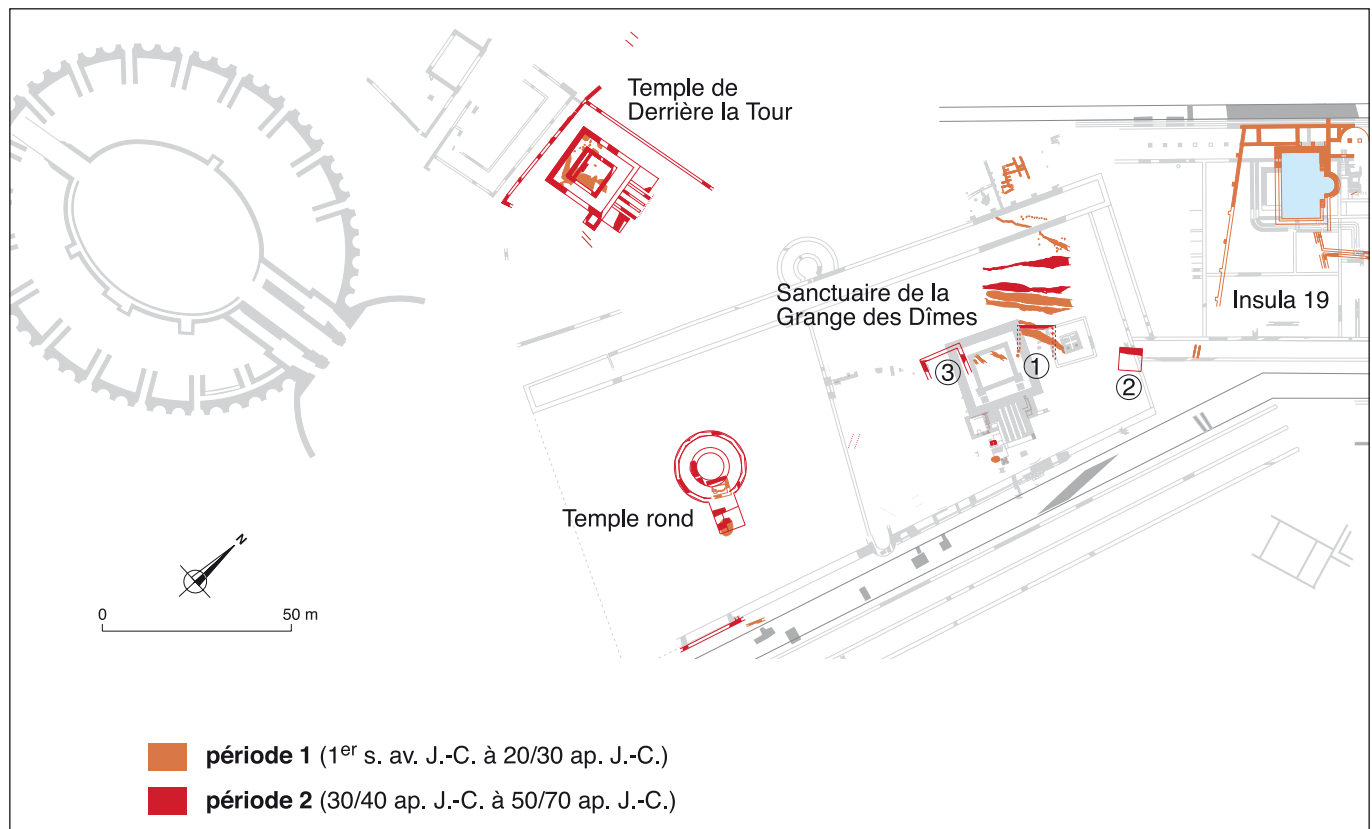 Temple de
Derrière la Tour
Sanctuaire de la
Grange des Dîmes
Insula 19
① 
②
③
Temple rond
N
0 50 m
période 1 (1er s. av. J.-C. à 20/30 ap. J.-C.)
période 2 (30/40 ap. J.-C. à 50/70 ap. J.-C.)